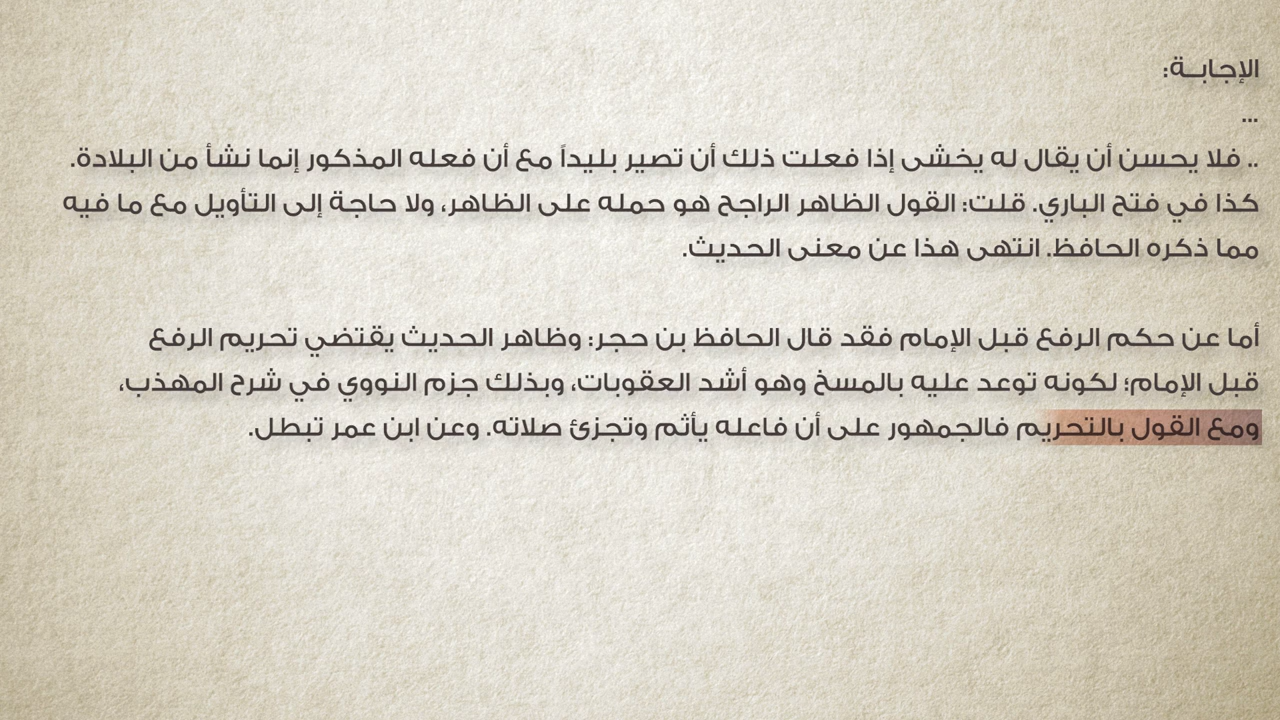 الإجابــة:
...
.. فلا يحسن أن يقال له يخشى إذا فعلت ذلك أن تصير بليداً مع أن فعله المذكور إنما نشأ من البلادة.
كذا في فتح الباري. قلت: القول الظاهر الراجح هو حمله على الظاهر، ولا حاجة إلى التأويل مع ما فيه
مما ذكره الحافظ. انتهى هذا عن معنى الحديث.
أما عن حكم الرفع قبل الإمام فقد قال الحافظ بن حجر: وظاهر الحديث يقتضي تحريم الرفع
قبل الإمام؛ لكونه توعد عليه بالمسخ وهو أشد العقوبات، وبذلك جزم النووي في شرح المهذب،
ومع القول بالتحريم فالجمهور على أن فاعله يأثم وتجزئ صلاته. وعن ابن عمر تبطل.